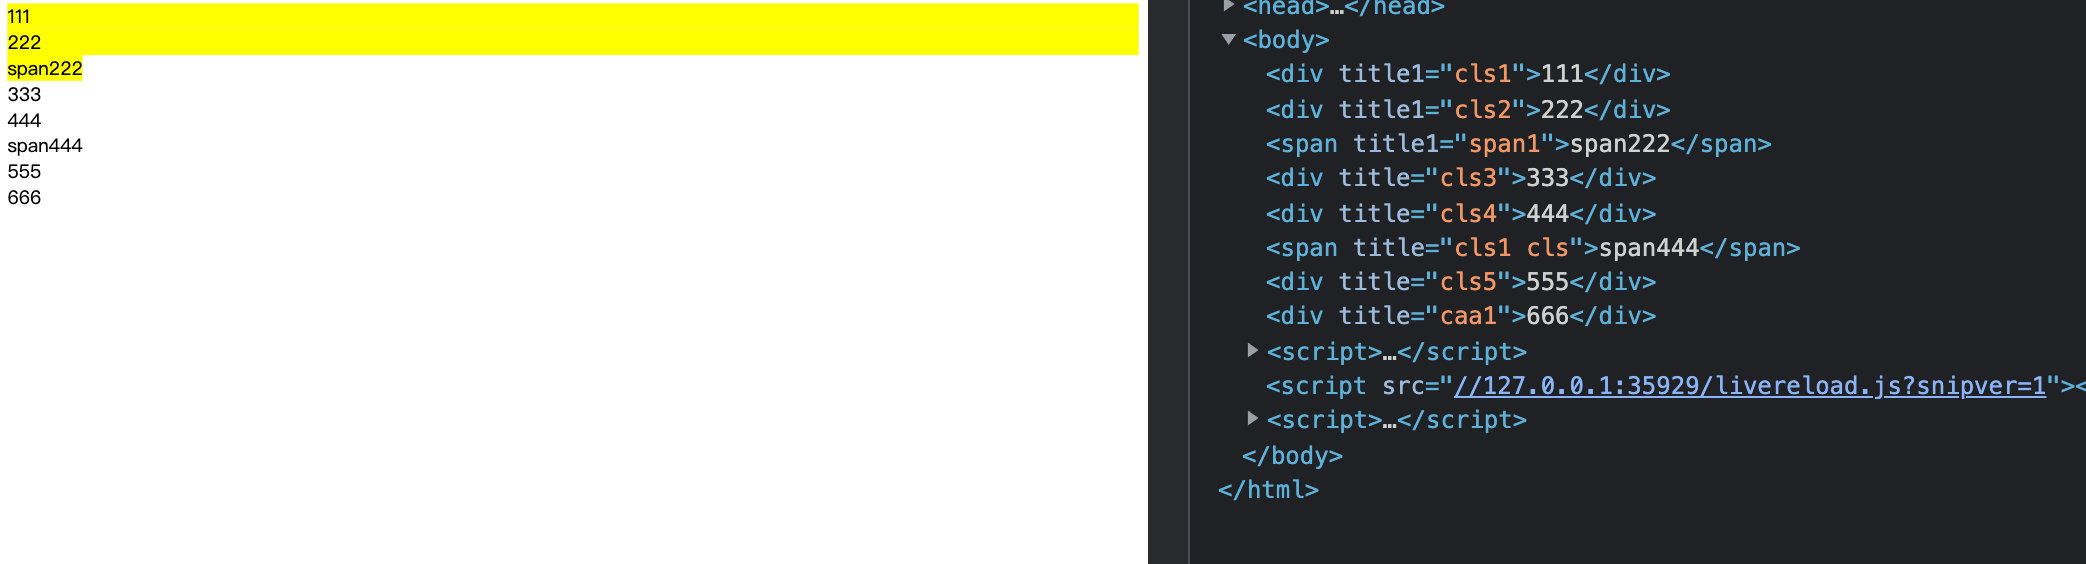 111
222
span222
333
444
span444
555
666
<head>…</head>
<body>
<div title1="cls1">111</div>
<div title1="cls2">222</div>
<span title1="span1">span222</span>
<div title="cls3">333</div>
<div title="cls4">444</div>
<span title="cls1 cls">span444</span>
<div title="cls5">555</div>
<div title="caa1">666</div>
<script>…</script>
<script src="//127.0.0.1:35929/livereload.js?snipver=1"><
<script>…</script>
</body>
</html>